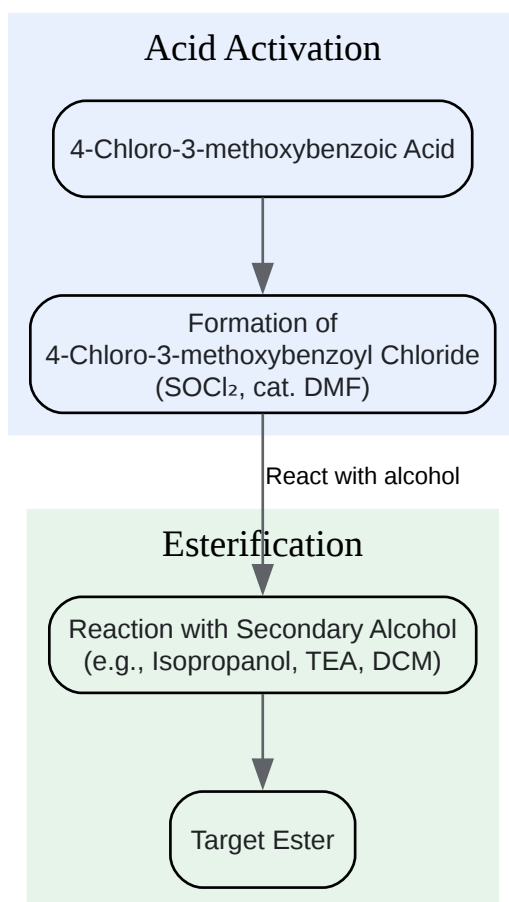 Acid Activation
4-Chloro-3-methoxybenzoic Acid
Formation of
4-Chloro-3-methoxybenzoyl Chloride
(SOCl₂, cat. DMF)
React with alcohol
Esterification
Reaction with Secondary Alcohol
(e.g., Isopropanol, TEA, DCM)
Target Ester